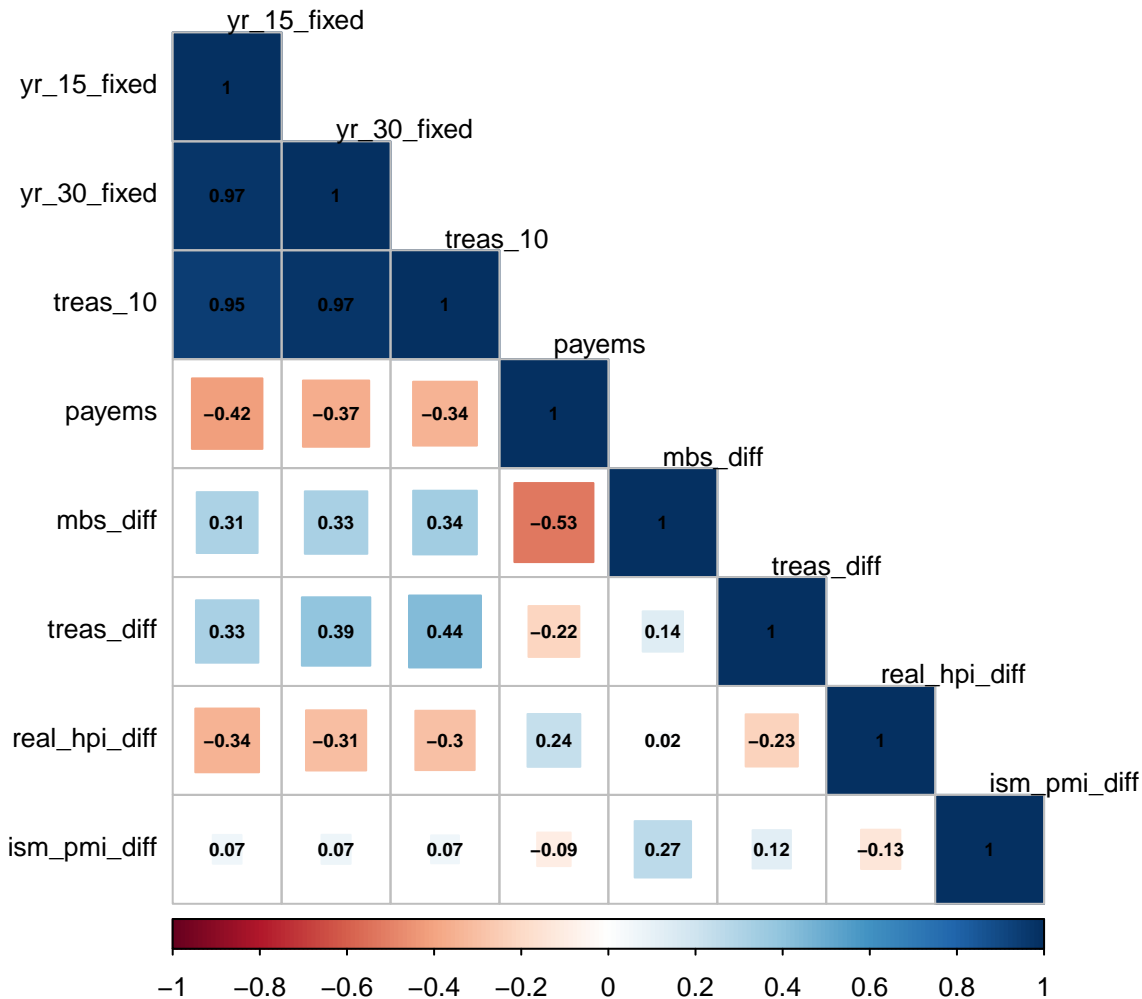 yr_15_fixed
yr_15_fixed 1
yr_30_fixed
yr_30_fixed 0.97 1
treas_10
treas_10 0.95 0.97 1
payems
payems −0.42 −0.37 −0.34 1
mbs_diff
mbs_diff 0.31 0.33 0.34 −0.53 1
treas_diff
treas_diff 0.33 0.39 0.44 −0.22 0.14 1
real_hpi_diff
real_hpi_diff −0.34 −0.31 −0.3 0.24 0.02 −0.23 1
ism_pmi_diff
ism_pmi_diff 0.07 0.07 0.07 −0.09 0.27 0.12 −0.13 1
−1 −0.8 −0.6 −0.4 −0.2 0 0.2 0.4 0.6 0.8 1